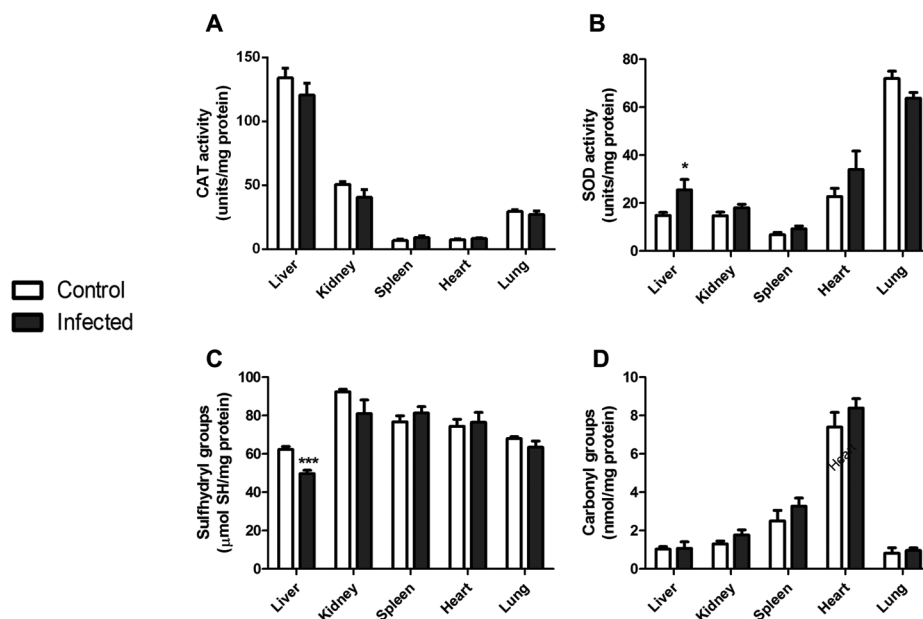 A
CAT activity
(units/mg protein)
150
100
50
0
Liver
Kidney
Spleen
Heart
Lung
B
SOD activity
(units/mg protein)
80
60
40
20
0
*
Liver
Kidney
Spleen
Heart
Lung
Control
Infected
C
Sulfhydryl groups
(μmol SH/mg protein)
100
80
60
40
20
0
***
Liver
Kidney
Spleen
Heart
Lung
D
Carbonyl groups
(nmol/mg protein)
10
8
6
4
2
0
Heart
Liver
Kidney
Spleen
Heart
Lung